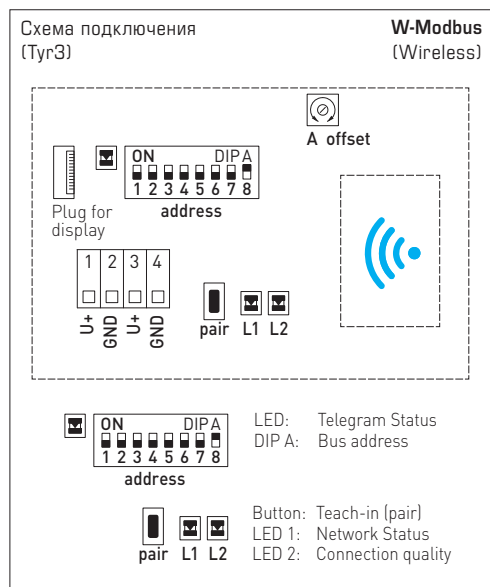 Схема подключения
(Tyr3)
W-Modbus
(Wireless)
A offset
ON DIP A
1 2 3 4 5 6 7 8
address
Plug for
display
1 2 3 4
U+ GND U+ GND
pair L1 L2
ON DIP A
1 2 3 4 5 6 7 8
address
LED: Telegram Status
DIP A: Bus address
pair L1 L2
Button: Teach-in (pair)
LED 1: Network Status
LED 2: Connection quality